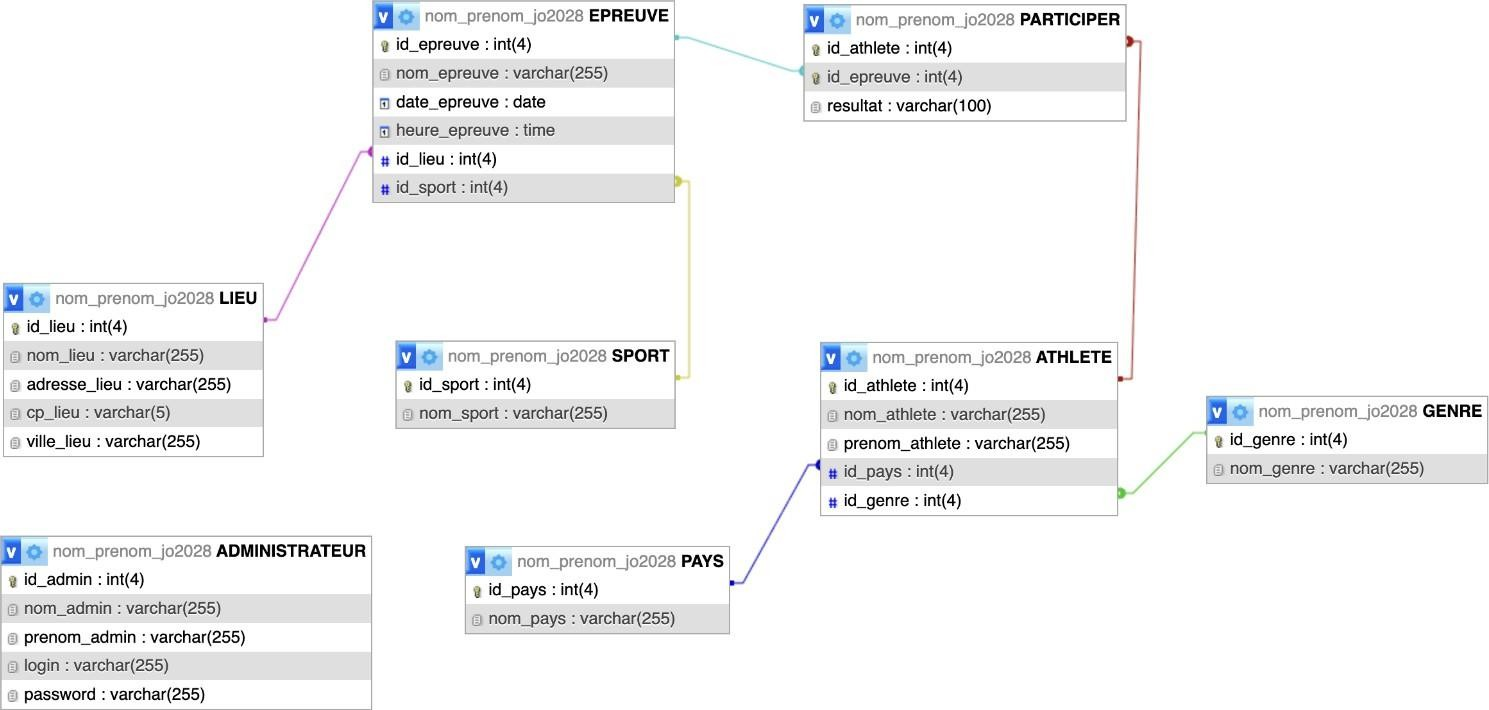 nom_prenom_jo2028 EPREUVE
id_epreuve : int(4)
nom_epreuve : varchar(255)
date_epreuve : date
heure_epreuve : time
id_lieu : int(4)
id_sport : int(4)
nom_prenom_jo2028 PARTICIPER
id_athlete : int(4)
id_epreuve : int(4)
resultat : varchar(100)
nom_prenom_jo2028 LIEU
id_lieu : int(4)
nom_lieu : varchar(255)
adresse_lieu : varchar(255)
cp_lieu : varchar(5)
ville_lieu : varchar(255)
nom_prenom_jo2028 SPORT
id_sport : int(4)
nom_sport : varchar(255)
nom_prenom_jo2028 ATHLETE
id_athlete : int(4)
nom_athlete : varchar(255)
prenom_athlete : varchar(255)
id_pays : int(4)
id_genre : int(4)
nom_prenom_jo2028 GENRE
id_genre : int(4)
nom_genre : varchar(255)
nom_prenom_jo2028 ADMINISTRATEUR
id_admin : int(4)
nom_admin : varchar(255)
prenom_admin : varchar(255)
login : varchar(255)
password : varchar(255)
nom_prenom_jo2028 PAYS
id_pays : int(4)
nom_pays : varchar(255)